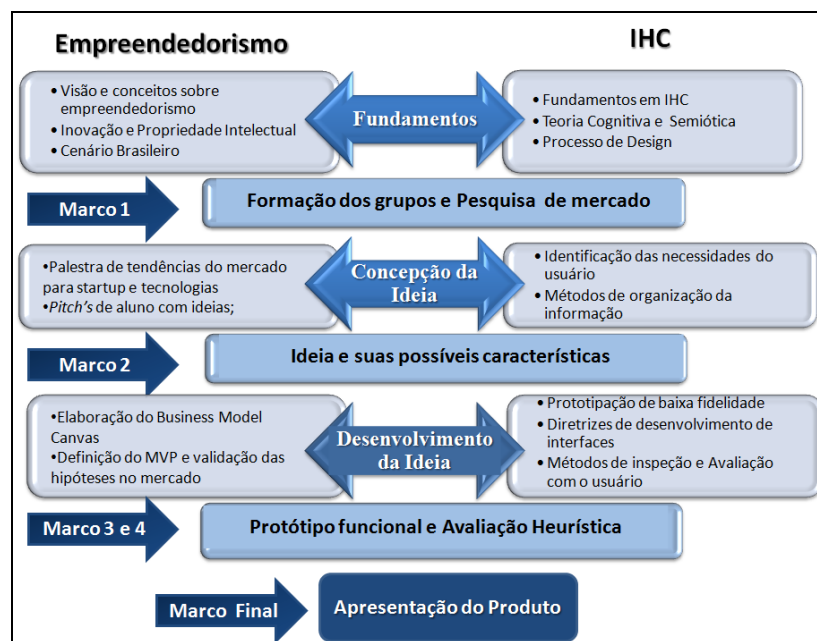 Empreendedorismo
IHC
• Visão e conceitos sobre
empreendedorismo
• Inovação e Propriedade Intelectual
• Cenário Brasileiro
Fundamentos
• Fundamentos em IHC
• Teoria Cognitiva e Semiótica
• Processo de Design
Marco 1
Formação dos grupos e Pesquisa de mercado
•Palestra de tendências do mercado
para startup e tecnologias
•Pitch's de aluno com ideias;
Concepção da
Ideia
• Identificação das necessidades do
usuário
• Métodos de organização da
informação
Marco 2
Ideia e suas possíveis características
•Elaboração do Business Model
Canvas
•Definição do MVP e validação das
hipóteses no mercado
Desenvolvimento
da Ideia
• Prototipação de baixa fidelidade
• Diretrizes de desenvolvimento de
interfaces
• Métodos de inspeção e Avaliação
com o usuário
Marco 3 e 4
Protótipo funcional e Avaliação Heurística
Marco Final
Apresentação do Produto